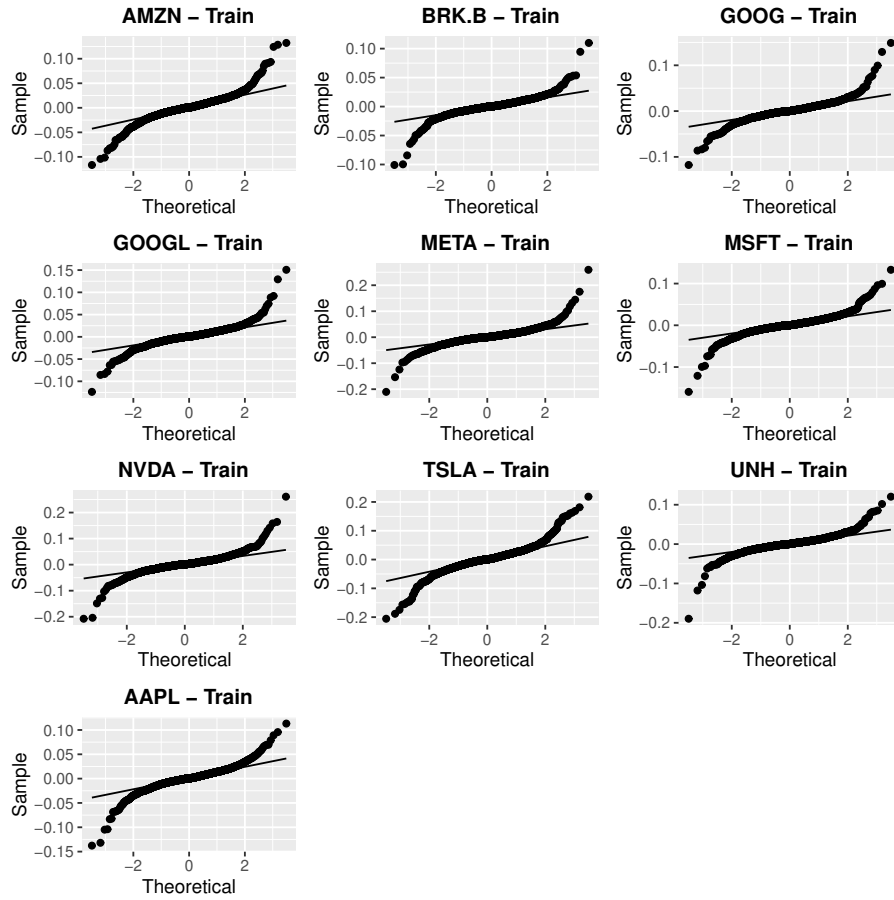 AMZN – Train
Sample
0.10
0.05
0.00
−0.05
−0.10
−2
0
2
Theoretical
BRK.B – Train
Sample
0.10
0.05
0.00
−0.05
−0.10
−2
0
2
Theoretical
GOOG – Train
Sample
0.1
0.0
−0.1
−2
0
2
Theoretical
GOOGL – Train
Sample
0.15
0.10
0.05
0.00
−0.05
−0.10
−2
0
2
Theoretical
META – Train
Sample
0.2
0.1
0.0
−0.1
−0.2
−2
0
2
Theoretical
MSFT – Train
Sample
0.1
0.0
−0.1
−2
0
2
Theoretical
NVDA – Train
Sample
0.2
0.1
0.0
−0.1
−0.2
−2
0
2
Theoretical
TSLA – Train
Sample
0.2
0.1
0.0
−0.1
−0.2
−2
0
2
Theoretical
UNH – Train
Sample
0.1
0.0
−0.1
−0.2
−2
0
2
Theoretical
AAPL – Train
Sample
0.10
0.05
0.00
−0.05
−0.10
−0.15
−2
0
2
Theoretical